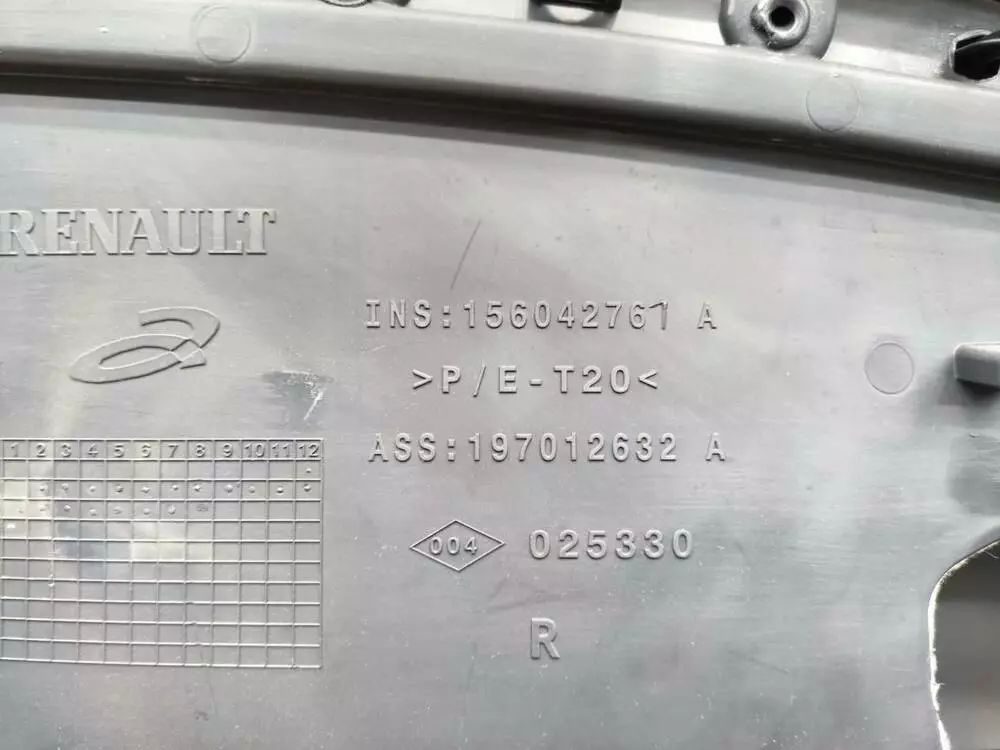 RENAULT
INS:156042761 A
>P/E-T20<
ASS:197012632 A
1 2 3 4 5 6 7 8 9 10 11 12
004 025330
R